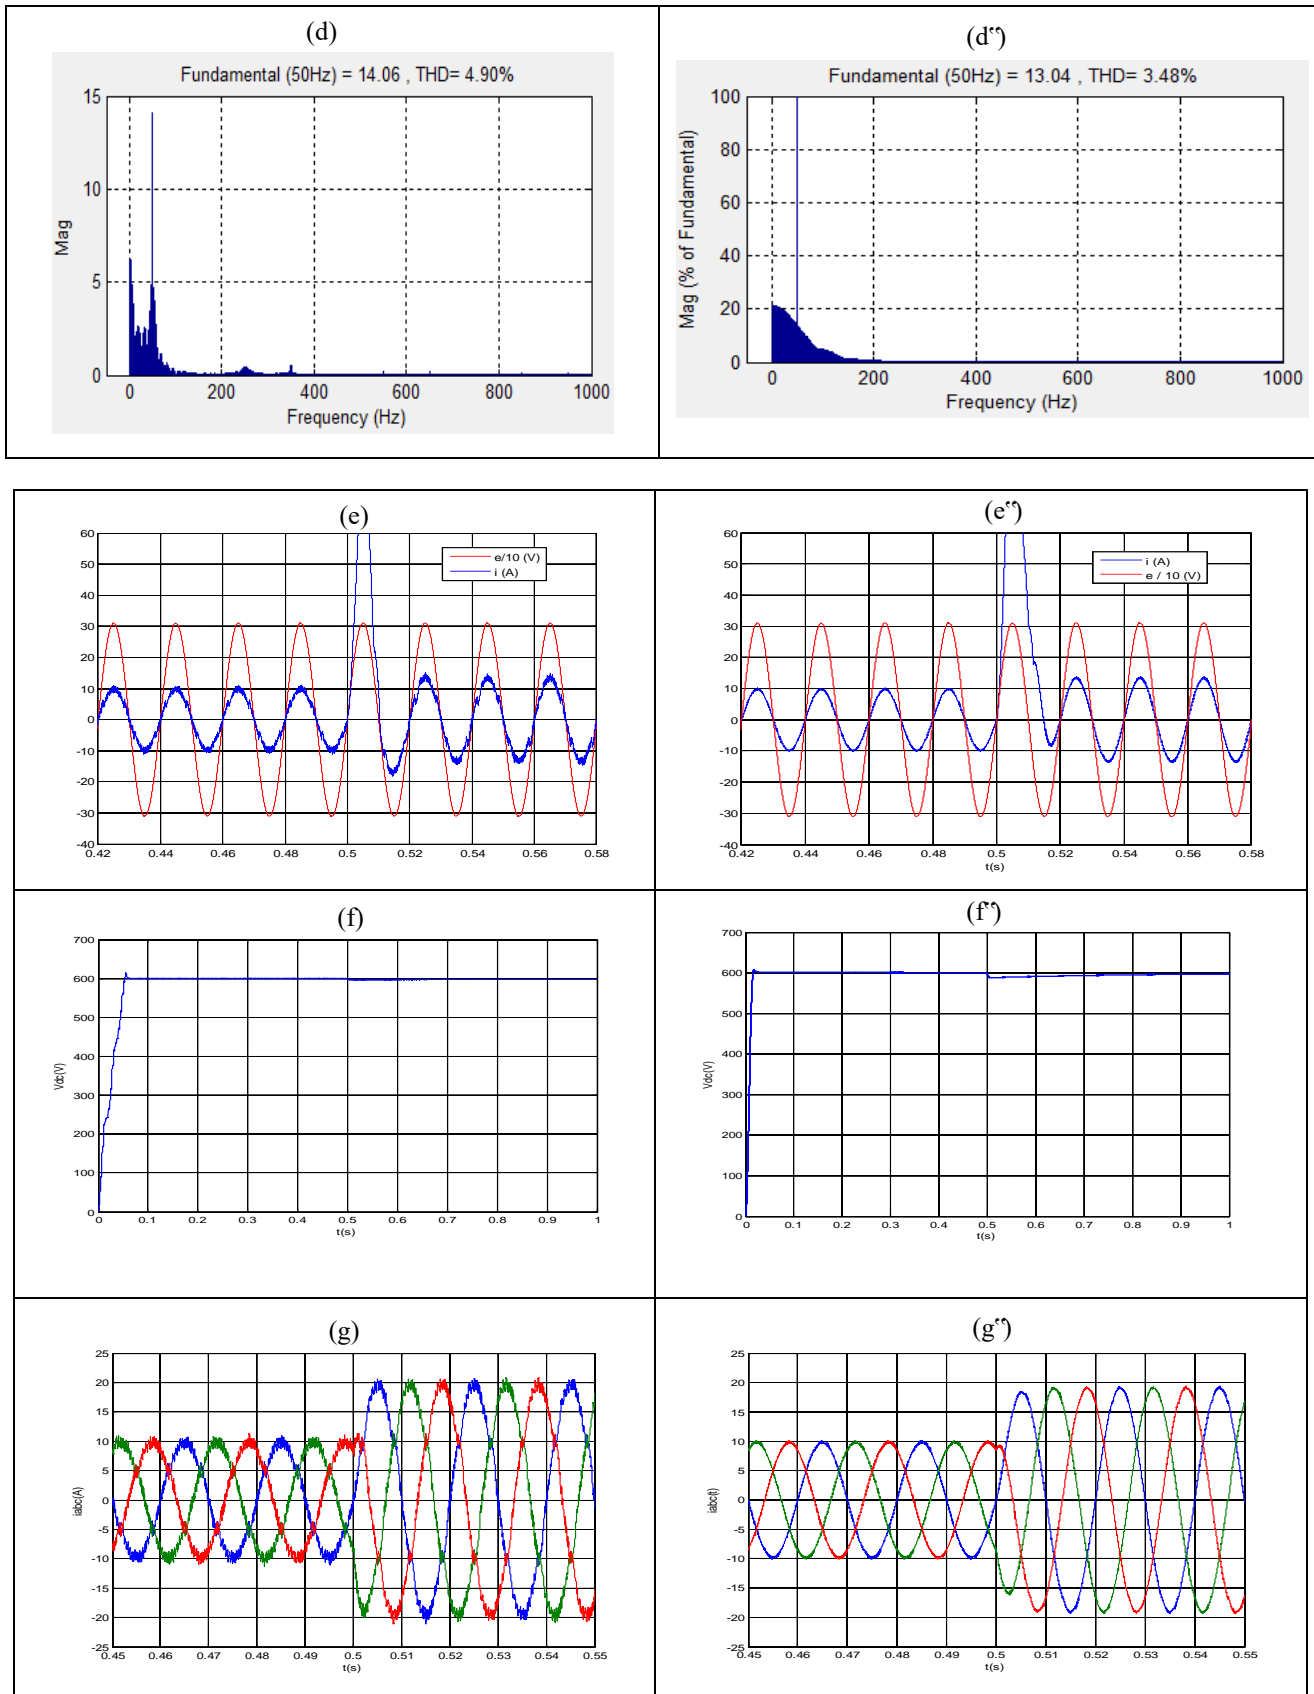 (d)
Fundamental (50Hz) = 14.06 , THD= 4.90%
15
10
5
0
Mag
0 200 400 600 800 1000
Frequency (Hz)
(d“)
Fundamental (50Hz) = 13.04 , THD= 3.48%
100
80
60
40
20
0
Mag (% of Fundamental)
0 200 400 600 800 1000
Frequency (Hz)
(e)
60
50
40
30
20
10
0
-10
-20
-30
-40
e/10 (V)
i (A)
0.42 0.44 0.46 0.48 0.5 0.52 0.54 0.56 0.58
(e“)
60
50
40
30
20
10
0
-10
-20
-30
-40
i (A)
e / 10 (V)
0.42 0.44 0.46 0.48 0.5 0.52 0.54 0.56 0.58
t(s)
(f)
700
600
500
400
300
200
100
0
Vdc(V)
0 0.1 0.2 0.3 0.4 0.5 0.6 0.7 0.8 0.9 1
t(s)
(f“)
700
600
500
400
300
200
100
0
Vdc(V)
0 0.1 0.2 0.3 0.4 0.5 0.6 0.7 0.8 0.9 1
t(s)
(g)
25
20
15
10
5
0
-5
-10
-15
-20
-25
iabc(A)
0.45 0.46 0.47 0.48 0.49 0.5 0.51 0.52 0.53 0.54 0.55
t(s)
(g“)
25
20
15
10
5
0
-5
-10
-15
-20
-25
iabc(t)
0.45 0.46 0.47 0.48 0.49 0.5 0.51 0.52 0.53 0.54 0.55
t(s)